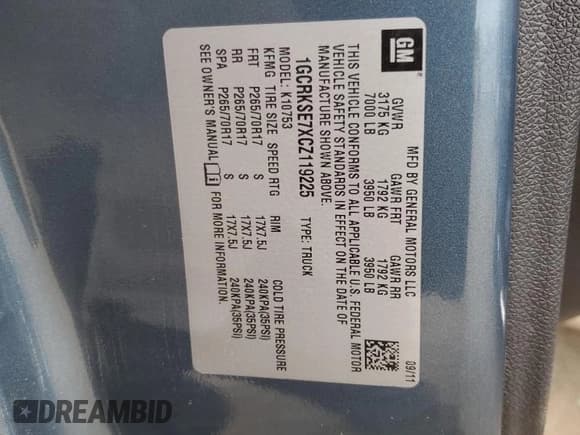 GM
MFD BY GENERAL MOTORS LLC
09/11
GVWR GAWR FRT GAWR RR
3175 KG 1792 KG 1792 KG
7000 LB 3950 LB 3950 LB
THIS VEHICLE CONFORMS TO ALL APPLICABLE U.S. FEDERAL MOTOR
VEHICLE SAFETY STANDARDS IN EFFECT ON THE DATE OF
MANUFACTURE SHOWN ABOVE.
1GCRKSE7XCZ119225 TYPE: TRUCK
MODEL: K10753
KFMG TIRE SIZE SPEED RTG RIM COLD TIRE PRESSURE
FRT P265/70R17 S 17X7.5J 240KPA(35PSI)
RR P265/70R17 S 17X7.5J 240KPA(35PSI)
SPA P265/70R17 S 17X7.5J 240KPA(35PSI)
SEE OWNER'S MANUAL FOR MORE INFORMATION.
DREAMBID